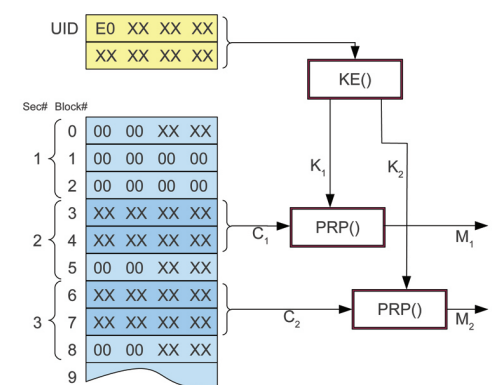 UID E0 XX XX XX
XX XX XX XX
KE()
Sec# Block#
0 00 00 XX XX
1 1 00 00 00 00
2 00 00 00 00
K1 K2
3 XX XX XX XX
2 4 XX XX XX XX
C1 PRP() M1
5 00 00 XX XX
6 XX XX XX XX
3 7 XX XX XX XX
C2 PRP() M2
8 00 00 XX XX
9